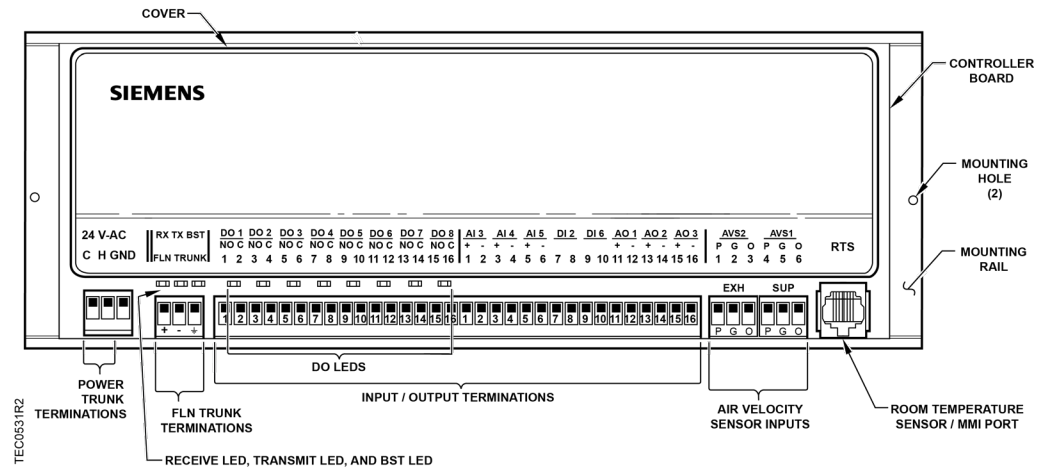 COVER
CONTROLLER
BOARD
SIEMENS
MOUNTING
HOLE
(2)
24 V-AC
C H GND
RX TX BST
FLN TRUNK
DO 1 DO 2 DO 3 DO 4 DO 5 DO 6 DO 7 DO 8 AI 3 AI 4 AI 5 DI 2 DI 6 AO 1 AO 2 AO 3
NO C NO C NO C NO C NO C NO C NO C NO C + - + - + - + - + - + -
1 2 3 4 5 6 7 8 9 10 11 12 13 14 15 16 1 2 3 4 5 6 7 8 9 10 11 12 13 14 15 16
AVS2 AVS1
P G O P G O
1 2 3 4 5 6
RTS
MOUNTING
RAIL
EXH SUP
1 2 3 4 5 6 7 8 9 10 11 12 13 14 15 16 1 2 3 4 5 6 7 8 9 10 11 12 13 14 15 16
+ - ⏚
P G O P G O
DO LEDS
POWER
TRUNK
TERMINATIONS
FLN TRUNK
TERMINATIONS
INPUT / OUTPUT TERMINATIONS
AIR VELOCITY
SENSOR INPUTS
ROOM TEMPERATURE
SENSOR / MMI PORT
RECEIVE LED, TRANSMIT LED, AND BST LED
TEC0531R2